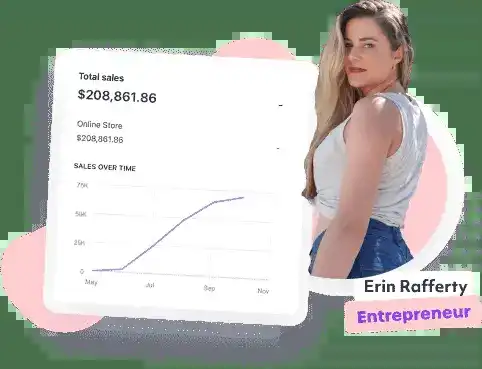 Total sales
$208,861.86
-
Online Store
$208,861.86
-
SALES OVER TIME
75K
50K
25K
0
May
Jul
Sep
Nov
Erin Rafferty
Entrepreneur